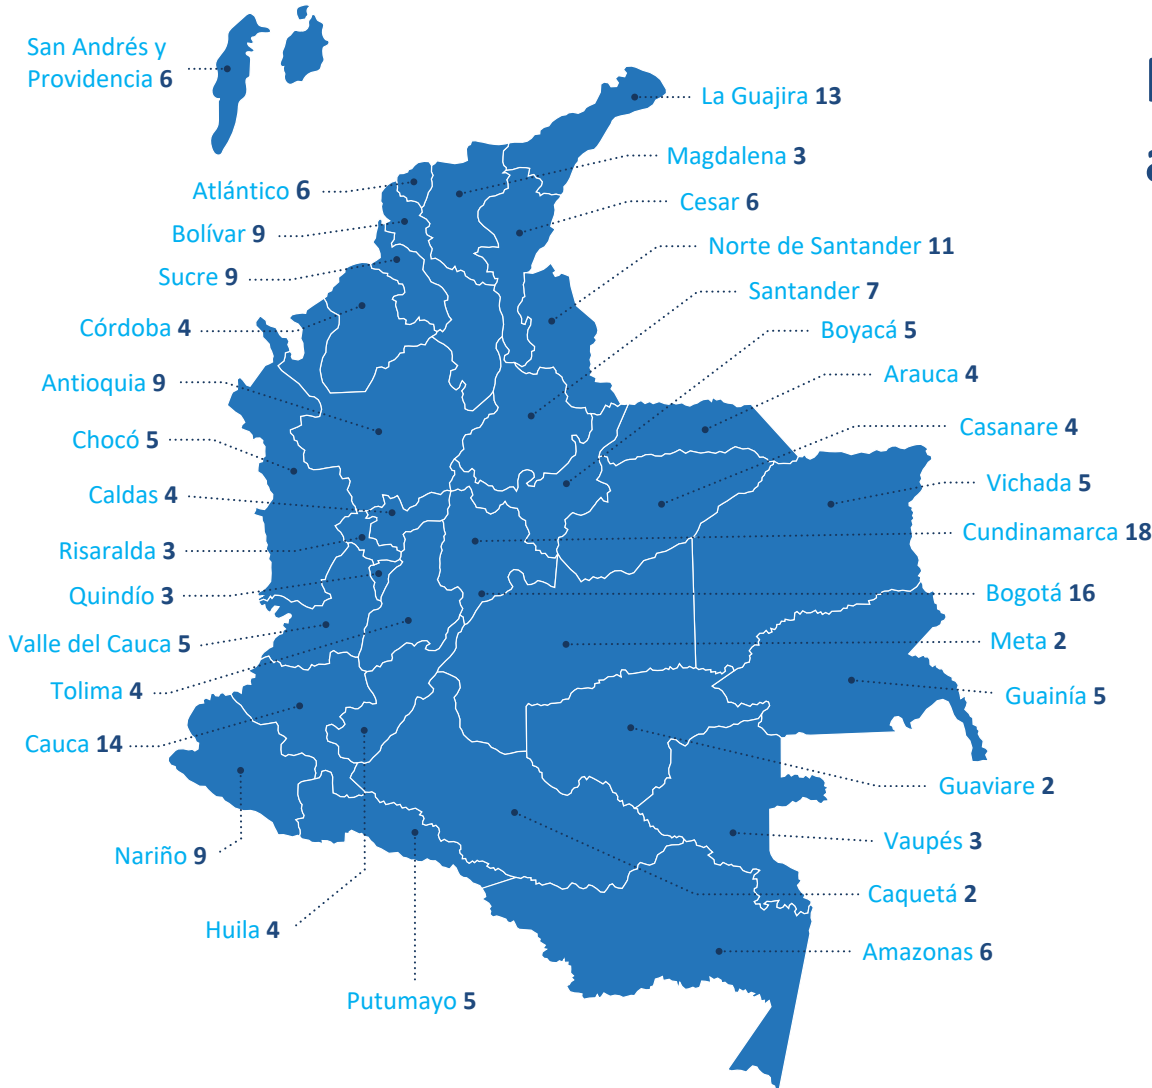 San Andrés y
Providencia 6
La Guajira 13
Magdalena 3
Atlántico 6
Cesar 6
Bolívar 9
Norte de Santander 11
Sucre 9
Santander 7
Córdoba 4
Boyacá 5
Antioquia 9
Arauca 4
Chocó 5
Casanare 4
Caldas 4
Vichada 5
Risaralda 3
Cundinamarca 18
Quindío 3
Bogotá 16
Valle del Cauca 5
Meta 2
Tolima 4
Guainía 5
Cauca 14
Guaviare 2
Nariño 9
Vaupés 3
Caquetá 2
Huila 4
Amazonas 6
Putumayo 5